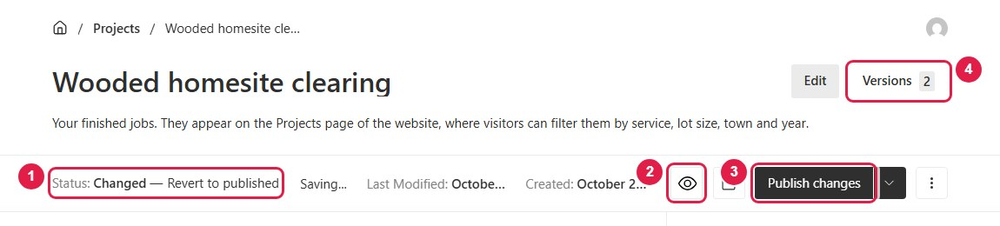 / Projects / Wooded homesite cle...
Wooded homesite clearing
Edit
Versions 2
4
Your finished jobs. They appear on the Projects page of the website, where visitors can filter them by service, lot size, town and year.
1
Status: Changed — Revert to published
Saving...
Last Modified: Octobe...
Created: October 2...
2
3
Publish changes